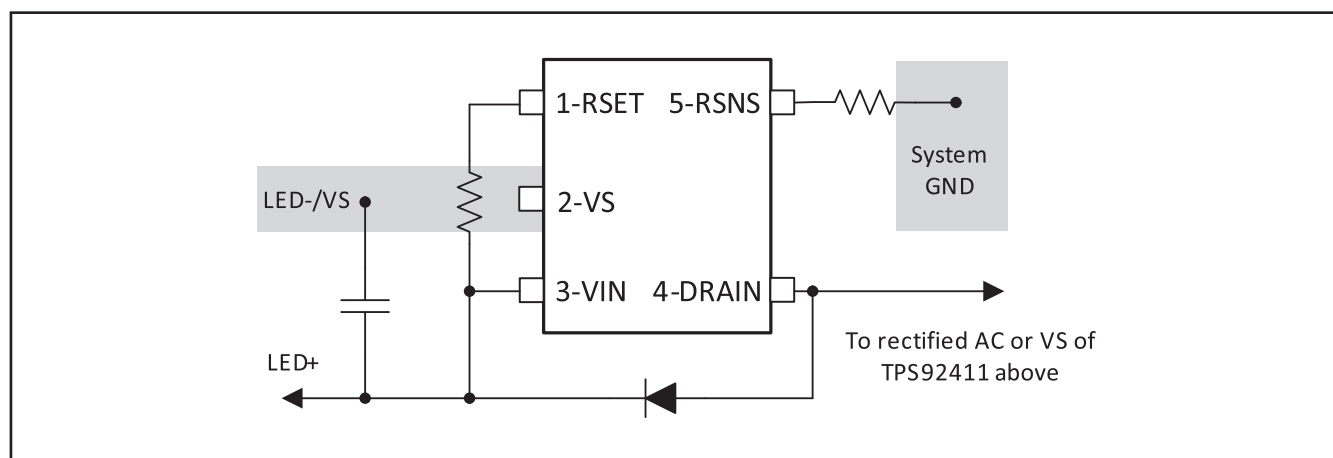 1-RSET 5-RSNS
System
GND
LED-/VS
2-VS
3-VIN 4-DRAIN
To rectified AC or VS of
TPS92411 above
LED+